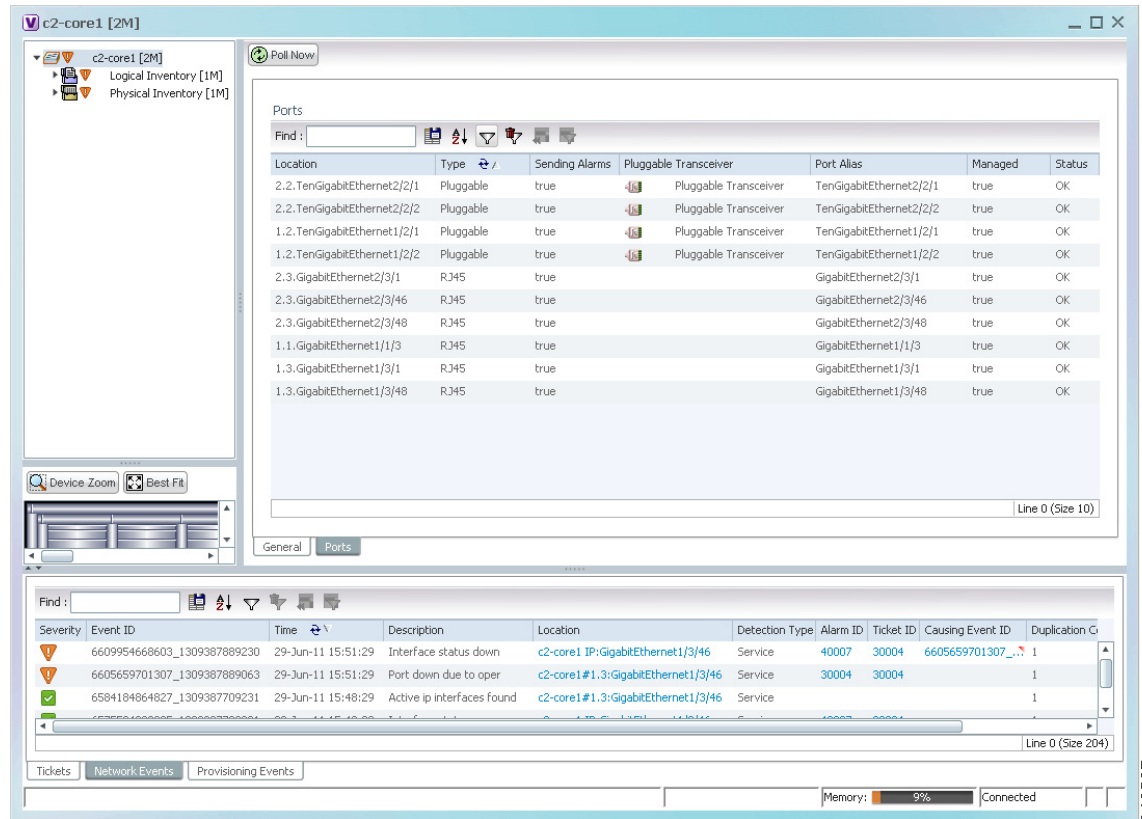 c2-core1 [2M]
c2-core1 [2M]
Logical Inventory [1M]
Physical Inventory [1M]
Poll Now
Ports
Find :
Location Type Sending Alarms Pluggable Transceiver Port Alias Managed Status
2.2.TenGigabitEthernet2/2/1 Pluggable true Pluggable Transceiver TenGigabitEthernet2/2/1 true OK
2.2.TenGigabitEthernet2/2/2 Pluggable true Pluggable Transceiver TenGigabitEthernet2/2/2 true OK
1.2.TenGigabitEthernet1/2/1 Pluggable true Pluggable Transceiver TenGigabitEthernet1/2/1 true OK
1.2.TenGigabitEthernet1/2/2 Pluggable true Pluggable Transceiver TenGigabitEthernet1/2/2 true OK
2.3.GigabitEthernet2/3/1 RJ45 true GigabitEthernet2/3/1 true OK
2.3.GigabitEthernet2/3/46 RJ45 true GigabitEthernet2/3/46 true OK
2.3.GigabitEthernet2/3/48 RJ45 true GigabitEthernet2/3/48 true OK
1.1.GigabitEthernet1/1/3 RJ45 true GigabitEthernet1/1/3 true OK
1.3.GigabitEthernet1/3/1 RJ45 true GigabitEthernet1/3/1 true OK
1.3.GigabitEthernet1/3/48 RJ45 true GigabitEthernet1/3/48 true OK
Line 0 (Size 10)
General Ports
Device Zoom Best Fit
Find :
Severity Event ID Time Description Location Detection Type Alarm ID Ticket ID Causing Event ID Duplication C
6609954668603_1309387889230 29-Jun-11 15:51:29 Interface status down c2-core1 IP:GigabitEthernet1/3/46 Service 40007 30004 6605659701307_... 1
6605659701307_1309387889063 29-Jun-11 15:51:29 Port down due to oper c2-core1#1.3:GigabitEthernet1/3/46 Service 30004 30004 1
6584184864827_1309387709231 29-Jun-11 15:48:29 Active ip interfaces found c2-core1#1.3:GigabitEthernet1/3/46 Service 1
Line 0 (Size 204)
Tickets Network Events Provisioning Events
Memory: 9% Connected